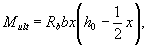 M_ult = R_b bx(h_0 − 1/2 x),